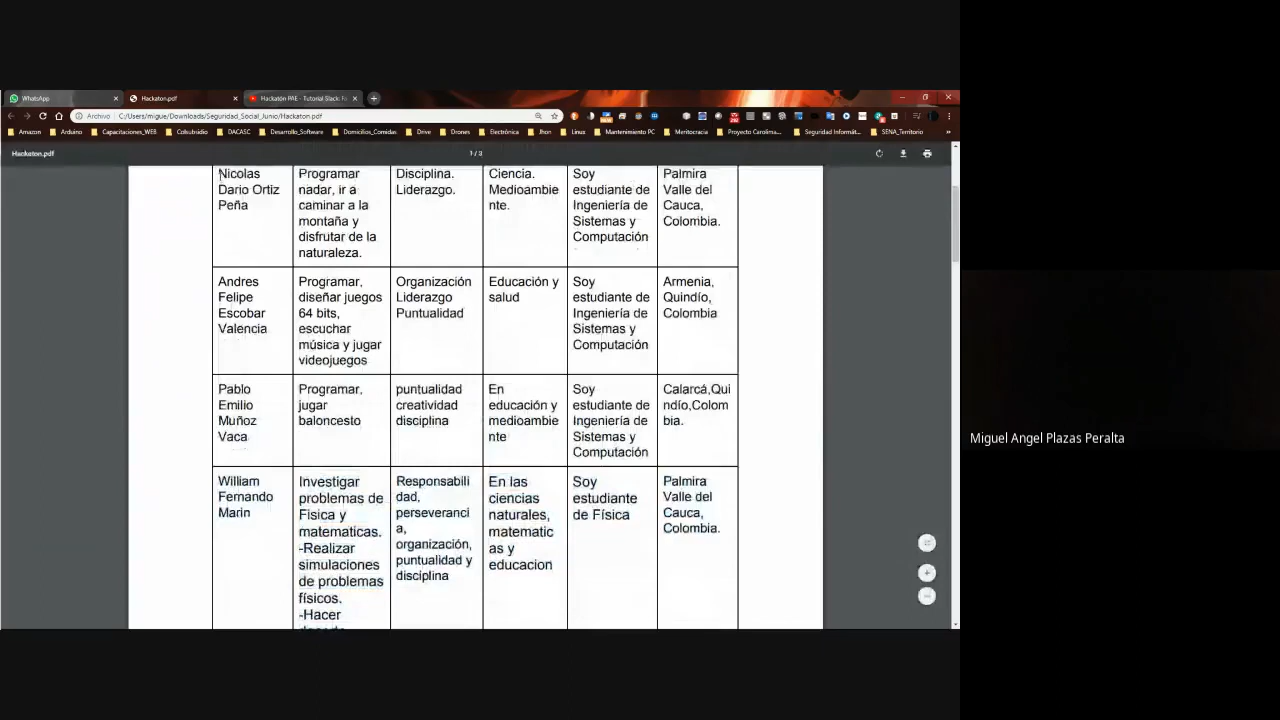 WhatsApp
Hackaton.pdf
Hackatón PAE - Tutorial Slack: F
Archivo
C:/Users/migue/Downloads/Seguridad_Social_Junio/Hackaton.pdf
Amazon
Arduino
Capacitaciones_WEB
Colsubsidio
DACASC
Desarrollo_Software
Domicilios_Comidas
Drive
Drones
Electrónica
Jhon
Linux
Mantenimiento PC
Meritocracia
Proyecto Carolina...
Seguridad Informát...
SENA_Territorio
»
Hackaton.pdf
Nicolas
Dario Ortiz
Peña
Programar
nadar, ir a
caminar a la
montaña y
disfrutar de la
naturaleza.
Disciplina.
Liderazgo.
Ciencia.
Medioambie
nte.
Soy
estudiante de
Ingeniería de
Sistemas y
Computación
Palmira
Valle del
Cauca,
Colombia.
Andres
Felipe
Escobar
Valencia
Programar,
diseñar juegos
64 bits,
escuchar
música y jugar
videojuegos
Organización
Liderazgo
Puntualidad
Educación y
salud
Soy
estudiante de
Ingeniería de
Sistemas y
Computación
Armenia,
Quindío,
Colombia
Pablo
Emilio
Muñoz
Vaca
Programar,
jugar
baloncesto
puntualidad
creatividad
disciplina
En
educación y
medioambie
nte
Soy
estudiante de
Ingeniería de
Sistemas y
Computación
Calarcá,Qui
ndío,Colom
bia.
William
Fernando
Marin
Investigar
problemas de
Fisica y
matematicas.
-Realizar
simulaciones
de problemas
físicos.
-Hacer
Responsabili
dad,
perseveranci
a,
organización,
puntualidad y
disciplina
En las
ciencias
naturales,
matematic
as y
educacion
Soy
estudiante
de Física
Palmira
Valle del
Cauca,
Colombia.
Miguel Angel Plazas Peralta